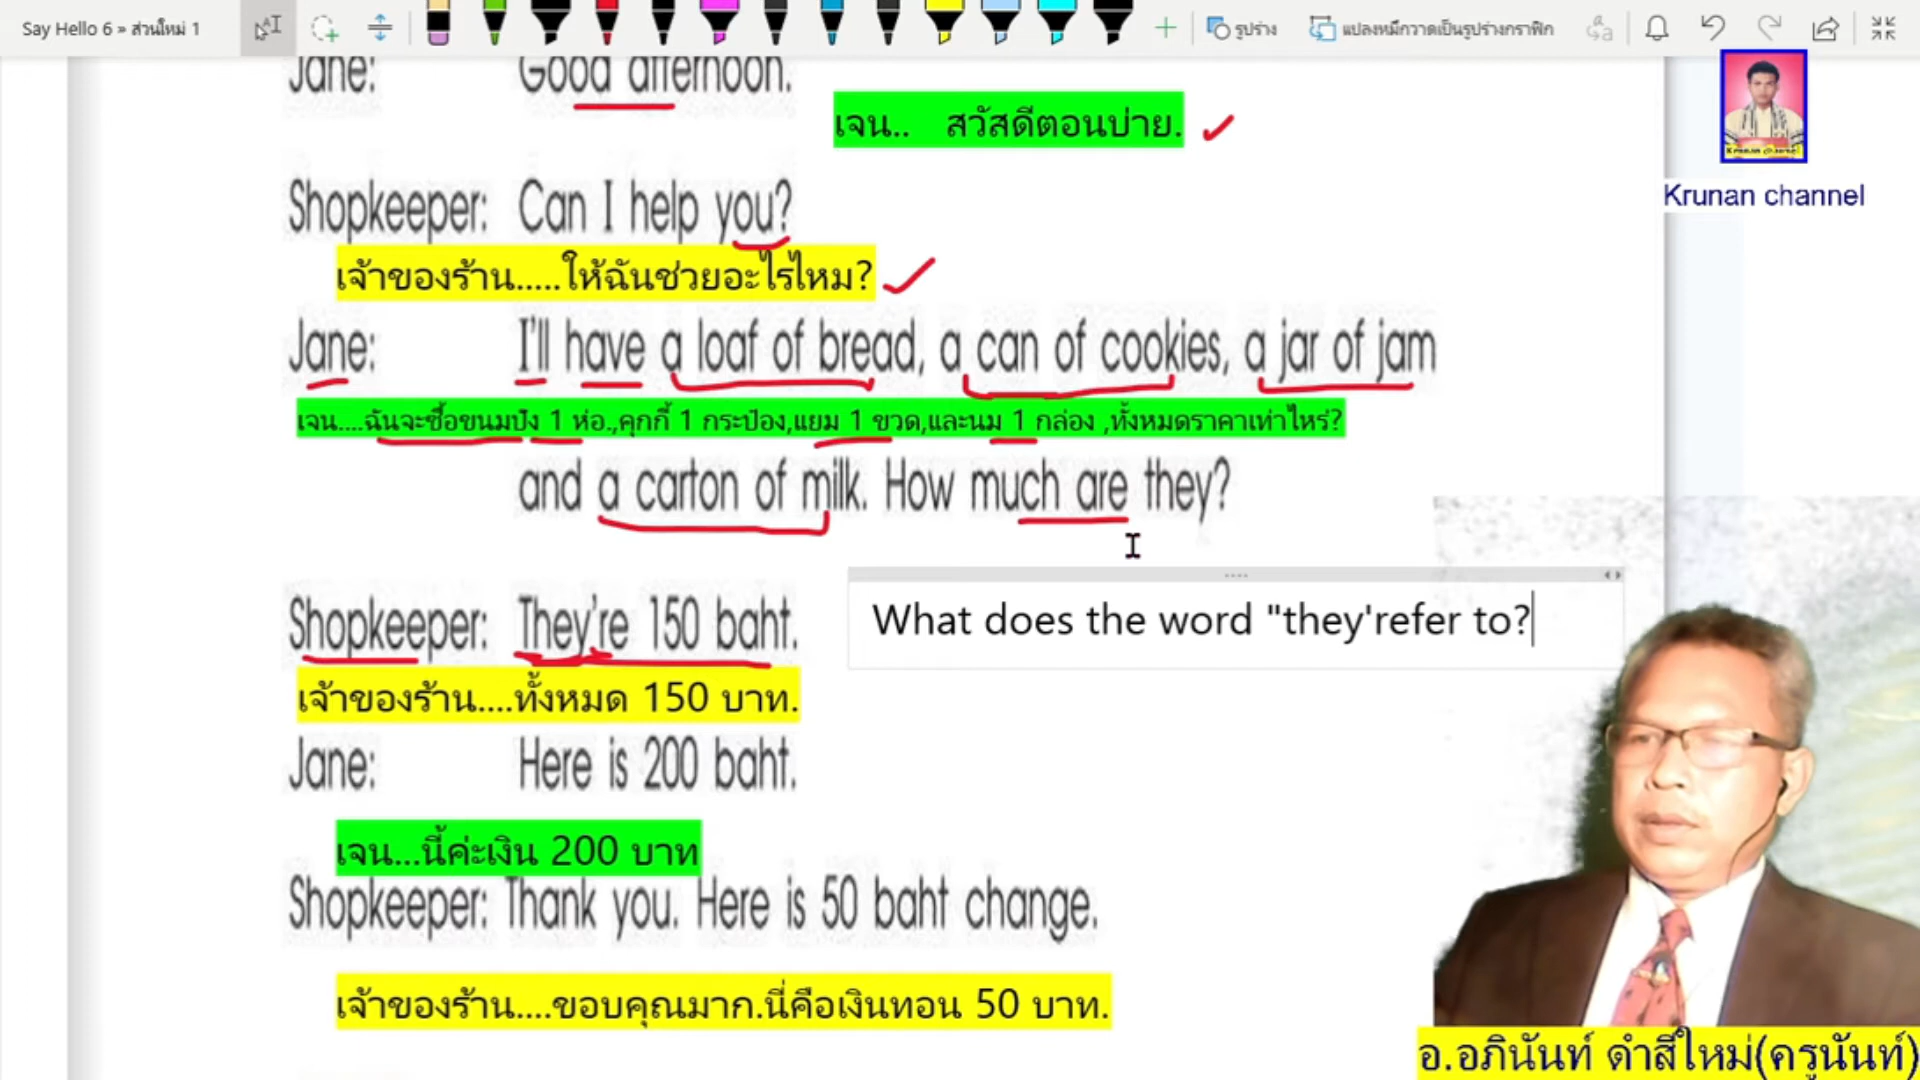 Say Hello 6 » ส่วนใหม่ 1
รูปร่าง
แปลงหมึกวาดเป็นรูปร่างกราฟิก
Jane: Good afternoon.
เจน.. สวัสดีตอนบ่าย.
Krunan channel
Shopkeeper: Can I help you?
เจ้าของร้าน.....ให้ฉันช่วยอะไรไหม?
Jane: I'll have a loaf of bread, a can of cookies, a jar of jam
เจน....ฉันจะซื้อขนมปัง 1 ห่อ.,คุกกี้ 1 กระป๋อง,แยม 1 ขวด,และนม 1 กล่อง ,ทั้งหมดราคาเท่าไหร่?
and a carton of milk. How much are they?
Shopkeeper: They're 150 baht.
What does the word "they'refer to?
เจ้าของร้าน....ทั้งหมด 150 บาท.
Jane: Here is 200 baht.
เจน...นี้ค่ะเงิน 200 บาท
Shopkeeper: Thank you. Here is 50 baht change.
เจ้าของร้าน....ขอบคุณมาก.นี่คือเงินทอน 50 บาท.
อ.อภินันท์ ดำสีใหม่(ครูนันท์)